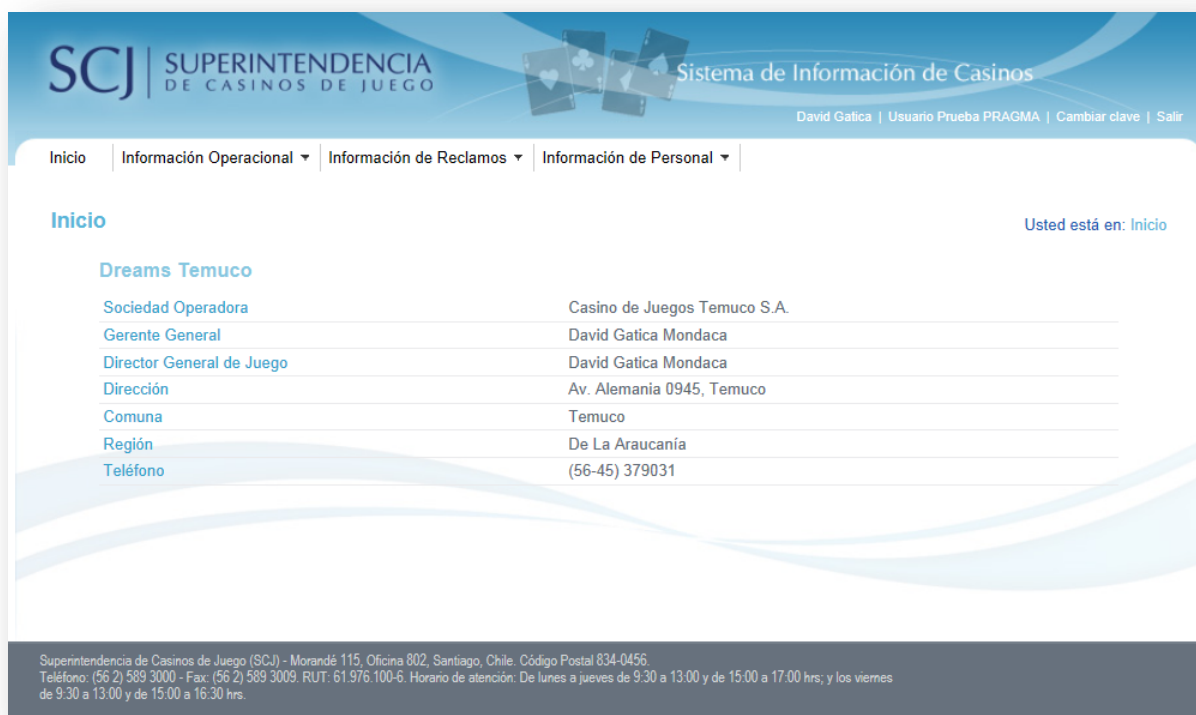 SCJ SUPERINTENDENCIA
DE CASINOS DE JUEGO
Sistema de Información de Casinos
David Gatica | Usuario Prueba PRAGMA | Cambiar clave | Salir
Inicio Información Operacional Información de Reclamos Información de Personal
Inicio
Usted está en: Inicio
Dreams Temuco
Sociedad Operadora Casino de Juegos Temuco S.A.
Gerente General David Gatica Mondaca
Director General de Juego David Gatica Mondaca
Dirección Av. Alemania 0945, Temuco
Comuna Temuco
Región De La Araucanía
Teléfono (56-45) 379031
Superintendencia de Casinos de Juego (SCJ) - Morandé 115, Oficina 802, Santiago, Chile. Código Postal 834-0456.
Teléfono: (56 2) 589 3000 - Fax: (56 2) 589 3009. RUT: 61.976.100-6. Horario de atención: De lunes a jueves de 9:30 a 13:00 y de 15:00 a 17:00 hrs; y los viernes
de 9:30 a 13:00 y de 15:00 a 16:30 hrs.